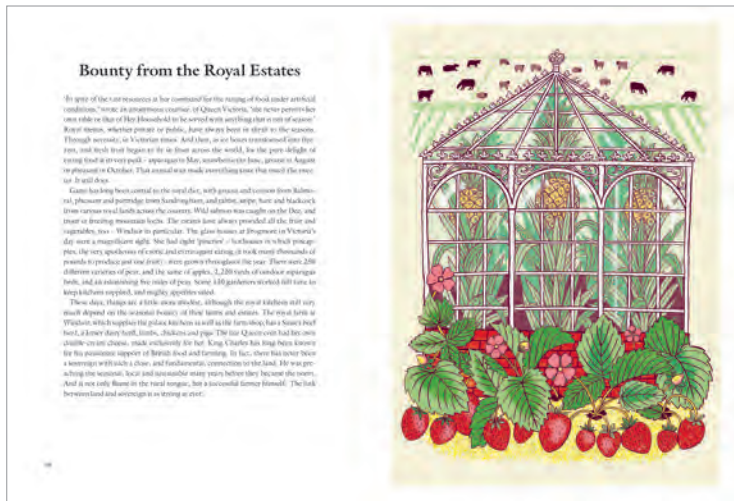 Bounty from the Royal Estates
'In spite of the vast resources at her command for the raising of food under artificial
conditions,' wrote an anonymous courtier, of Queen Victoria, 'she never permits her
own table or that of Her Household to be served with anything that is out of season.'
Royal menus, whether private or public, have always been in thrall to the seasons.
Through necessity, in Victorian times. And then, as ice boxes transformed into free-
zers, and fresh fruit began to be in from across the world, for the pure delight of
eating food at its very peak – asparagus in May, strawberries in June, grouse in August
or pheasant in October. That annual wait made everything taste that much the swee-
ter. It still does.
Game has long been central to the royal diet, with grouse and venison from Balmo-
ral, pheasant and partridge from Sandringham, and rabbit, snipe, hare and blackcock
from various royal lands across the country. Wild salmon was caught on the Dee, and
trout in freezing mountain lochs. The estates have always provided all the fruit and
vegetables, too – Windsor in particular. The glass houses at Frogmore in Victoria's
day were a magnificent sight. She had eight 'pineries' – hothouses in which pineap-
ples, the very apotheosis of exotic and extravagant eating, (it took many thousands of
pounds to produce just one fruit) – were grown throughout the year. There were 250
different varieties of pear, and the same of apples, 2,220 yards of outdoor asparagus
beds, and an astonishing five miles of peas. Some 150 gardeners worked full time to
keep kitchens supplied, and mighty appetites sated.
These days, things are a little more modest, although the royal kitchens still very
much depend on the seasonal bounty of their farms and estates. The royal farm at
Windsor, which supplies the palace kitchens as well as the farm shop, has a Sussex beef
herd, a Jersey dairy herd, lambs, chickens and pigs. The late Queen even had her own
double cream cheese, made exclusively for her. King Charles has long been known
for his passionate support of British food and farming. In fact, there has never been
a sovereign with such a close, and fundamental, connection to the land. He was pre-
aching the seasonal, local and sustainable many years before they became the norm.
And is not only fluent in the rural tongue, but a successful farmer himself. The link
between land and sovereign is as strong as ever.